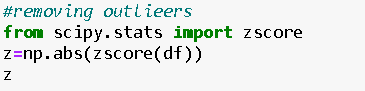 #removing outlieers
from scipy.stats import zscore
z=np.abs(zscore(df))
z